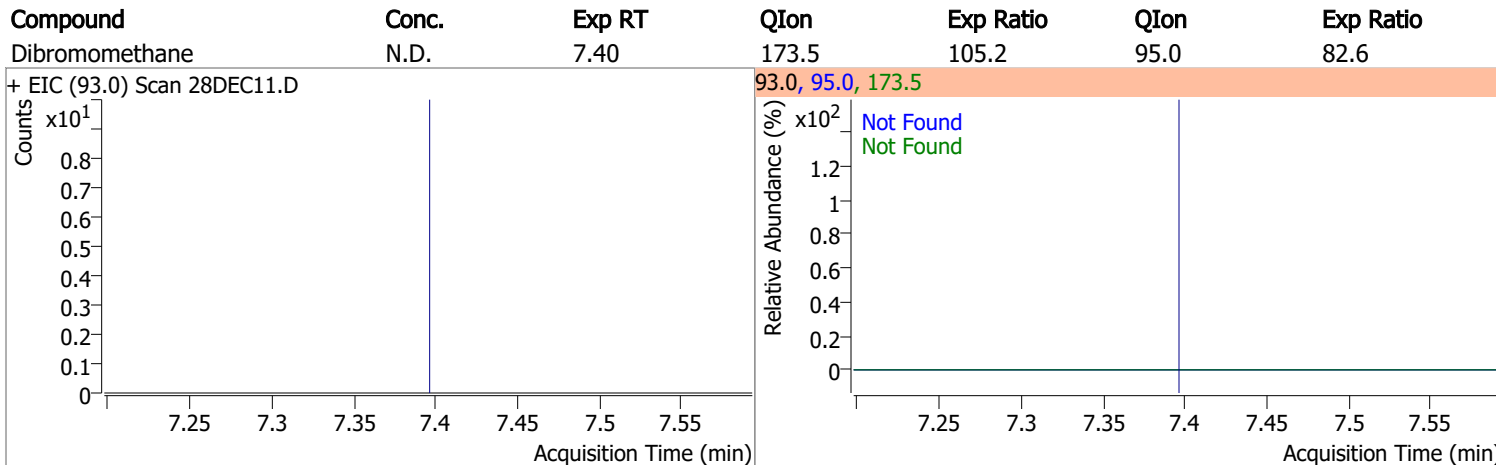 Compound Conc. Exp RT QIon Exp Ratio QIon Exp Ratio
Dibromomethane N.D. 7.40 173.5 105.2 95.0 82.6
+ EIC (93.0) Scan 28DEC11.D
Counts
x10¹
0.8
0.7
0.6
0.5
0.4
0.3
0.2
0.1
0
7.25 7.3 7.35 7.4 7.45 7.5 7.55
Acquisition Time (min)
93.0, 95.0, 173.5
Relative Abundance (%)
x10²
Not Found
Not Found
1.2
1
0.8
0.6
0.4
0.2
0
7.25 7.3 7.35 7.4 7.45 7.5 7.55
Acquisition Time (min)